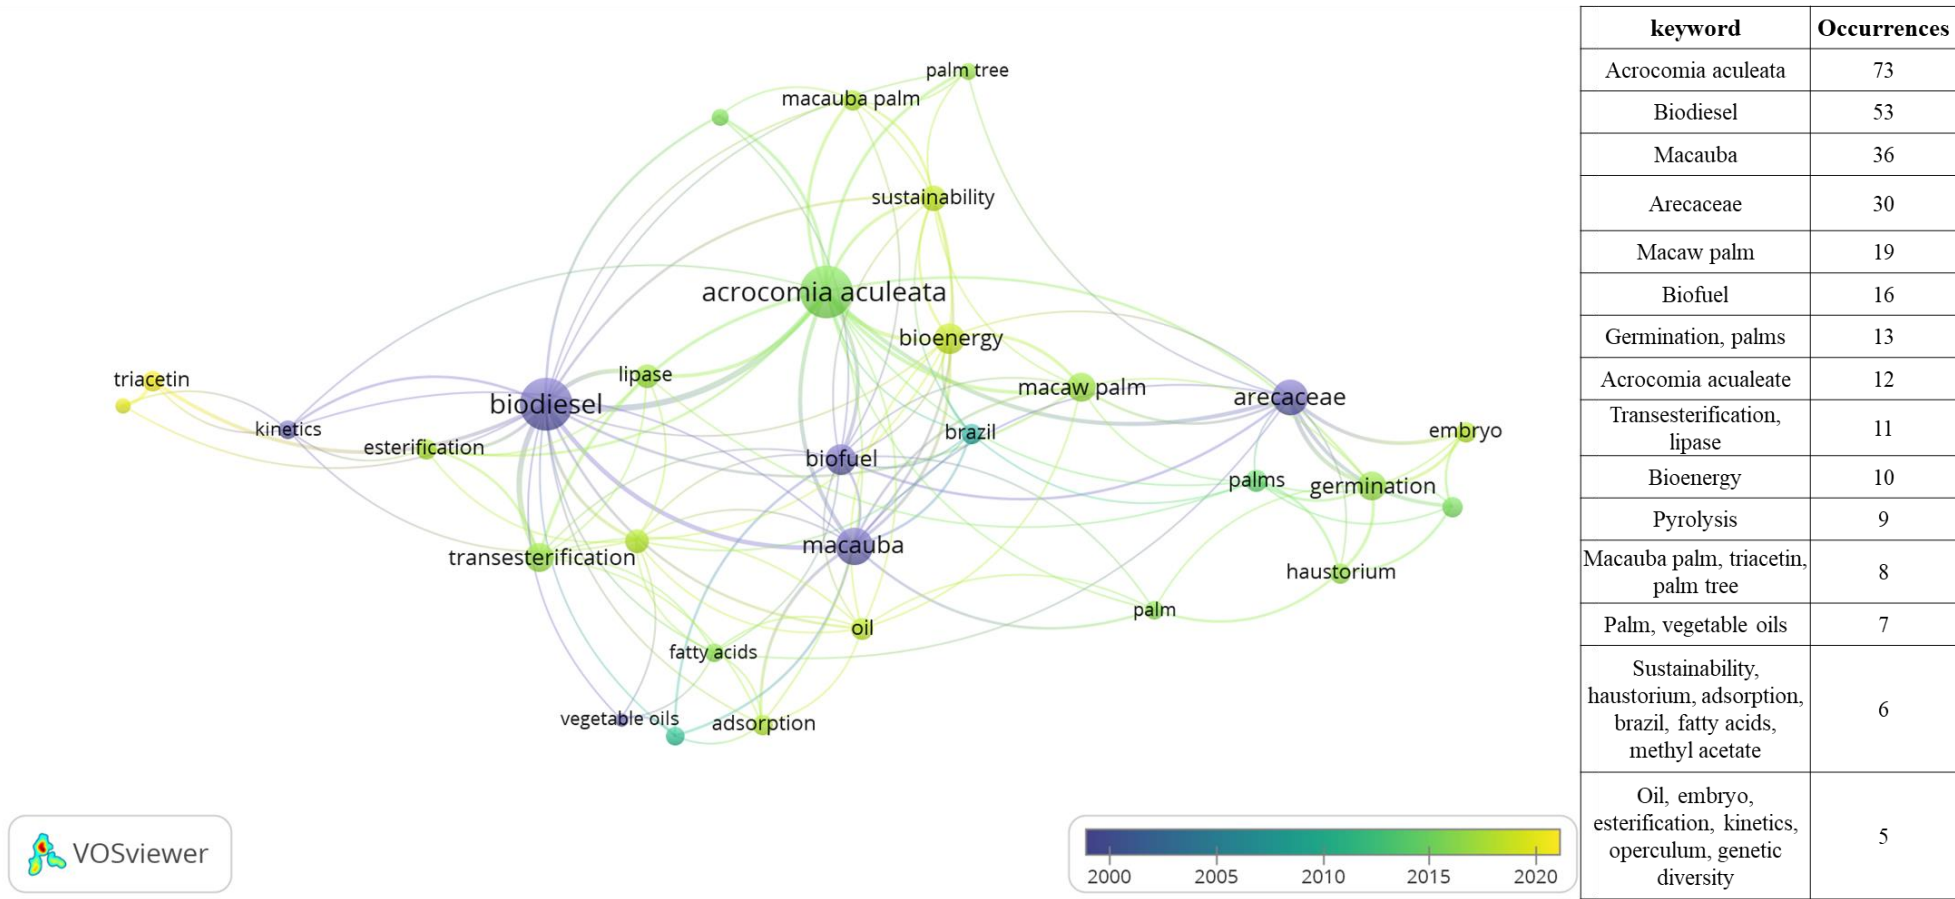 palm tree
macauba palm
sustainability
acrocomia aculeata
bioenergy
triacetin
lipase
macaw palm
biodiesel
arecaceae
kinetics
esterification
brazil
embryo
biofuel
palms
germination
macauba
transesterification
haustorium
palm
oil
fatty acids
vegetable oils
adsorption
VOSviewer
2000 2005 2010 2015 2020
keyword Occurrences
Acrocomia aculeata 73
Biodiesel 53
Macauba 36
Arecaceae 30
Macaw palm 19
Biofuel 16
Germination, palms 13
Acrocomia acualeate 12
Transesterification,
lipase 11
Bioenergy 10
Pyrolysis 9
Macauba palm, triacetin,
palm tree 8
Palm, vegetable oils 7
Sustainability,
haustorium, adsorption,
brazil, fatty acids, 6
methyl acetate
Oil, embryo,
esterification, kinetics,
operculum, genetic 5
diversity